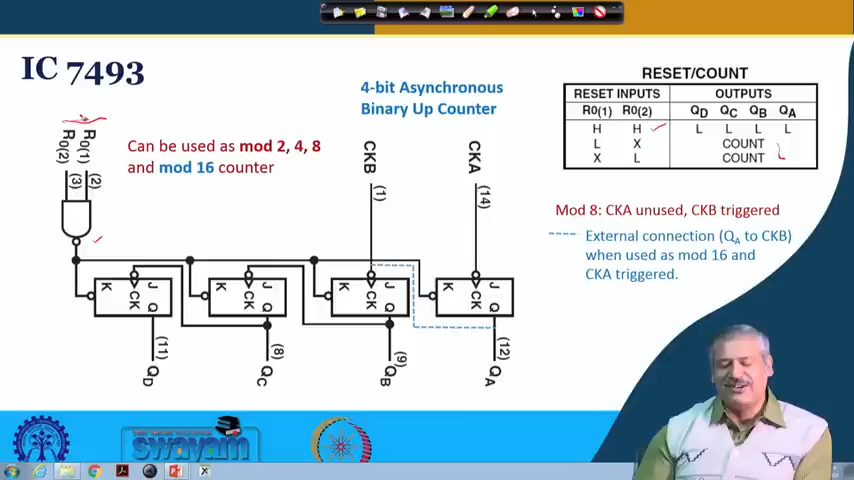 IC 7493
4-bit Asynchronous
Binary Up Counter
RESET/COUNT
RESET INPUTS OUTPUTS
R0(1) R0(2) QD QC QB QA
H H L L L L
L X COUNT
X L COUNT
R0(1)
R0(2)
(3) (2)
Can be used as mod 2, 4, 8
and mod 16 counter
CKB
CKA
(1)
(14)
Mod 8: CKA unused, CKB triggered
External connection (QA to CKB)
when used as mod 16 and
CKA triggered.
K CK J Q
K CK J Q
K CK J Q
K CK J Q
(11) (8) (9) (12)
QD QC QB QA
swayam